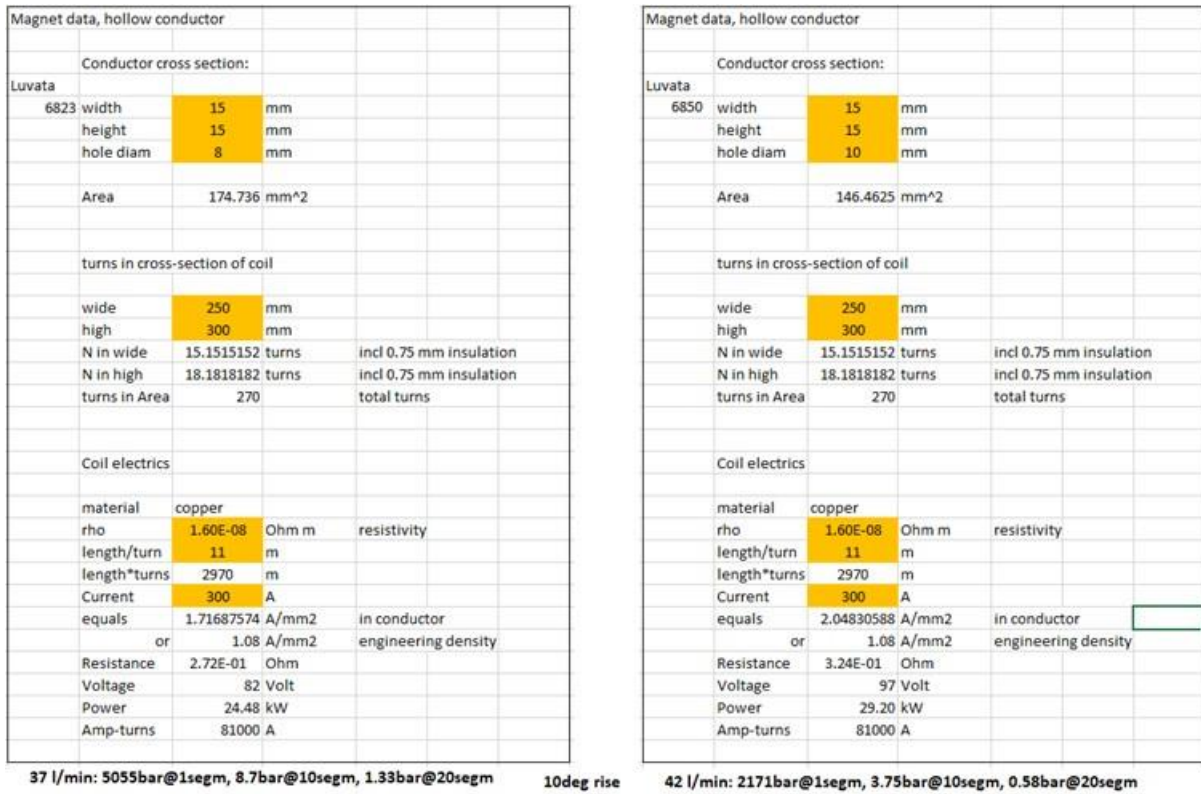 Magnet data, hollow conductor
Conductor cross section:
Luvata
6823 width 15 mm
height 15 mm
hole diam 8 mm
Area 174.736 mm^2
turns in cross-section of coil
wide 250 mm
high 300 mm
N in wide 15.1515152 turns incl 0.75 mm insulation
N in high 18.1818182 turns incl 0.75 mm insulation
turns in Area 270 total turns
Coil electrics
material copper
rho 1.60E-08 Ohm m resistivity
length/turn 11 m
length*turns 2970 m
Current 300 A
equals 1.71687574 A/mm2 in conductor
or 1.08 A/mm2 engineering density
Resistance 2.72E-01 Ohm
Voltage 82 Volt
Power 24.48 kW
Amp-turns 81000 A
37 l/min: 5055bar@1segm, 8.7bar@10segm, 1.33bar@20segm
10deg rise
Magnet data, hollow conductor
Conductor cross section:
Luvata
6850 width 15 mm
height 15 mm
hole diam 10 mm
Area 146.4625 mm^2
turns in cross-section of coil
wide 250 mm
high 300 mm
N in wide 15.1515152 turns incl 0.75 mm insulation
N in high 18.1818182 turns incl 0.75 mm insulation
turns in Area 270 total turns
Coil electrics
material copper
rho 1.60E-08 Ohm m resistivity
length/turn 11 m
length*turns 2970 m
Current 300 A
equals 2.04830588 A/mm2 in conductor
or 1.08 A/mm2 engineering density
Resistance 3.24E-01 Ohm
Voltage 97 Volt
Power 29.20 kW
Amp-turns 81000 A
42 l/min: 2171bar@1segm, 3.75bar@10segm, 0.58bar@20segm